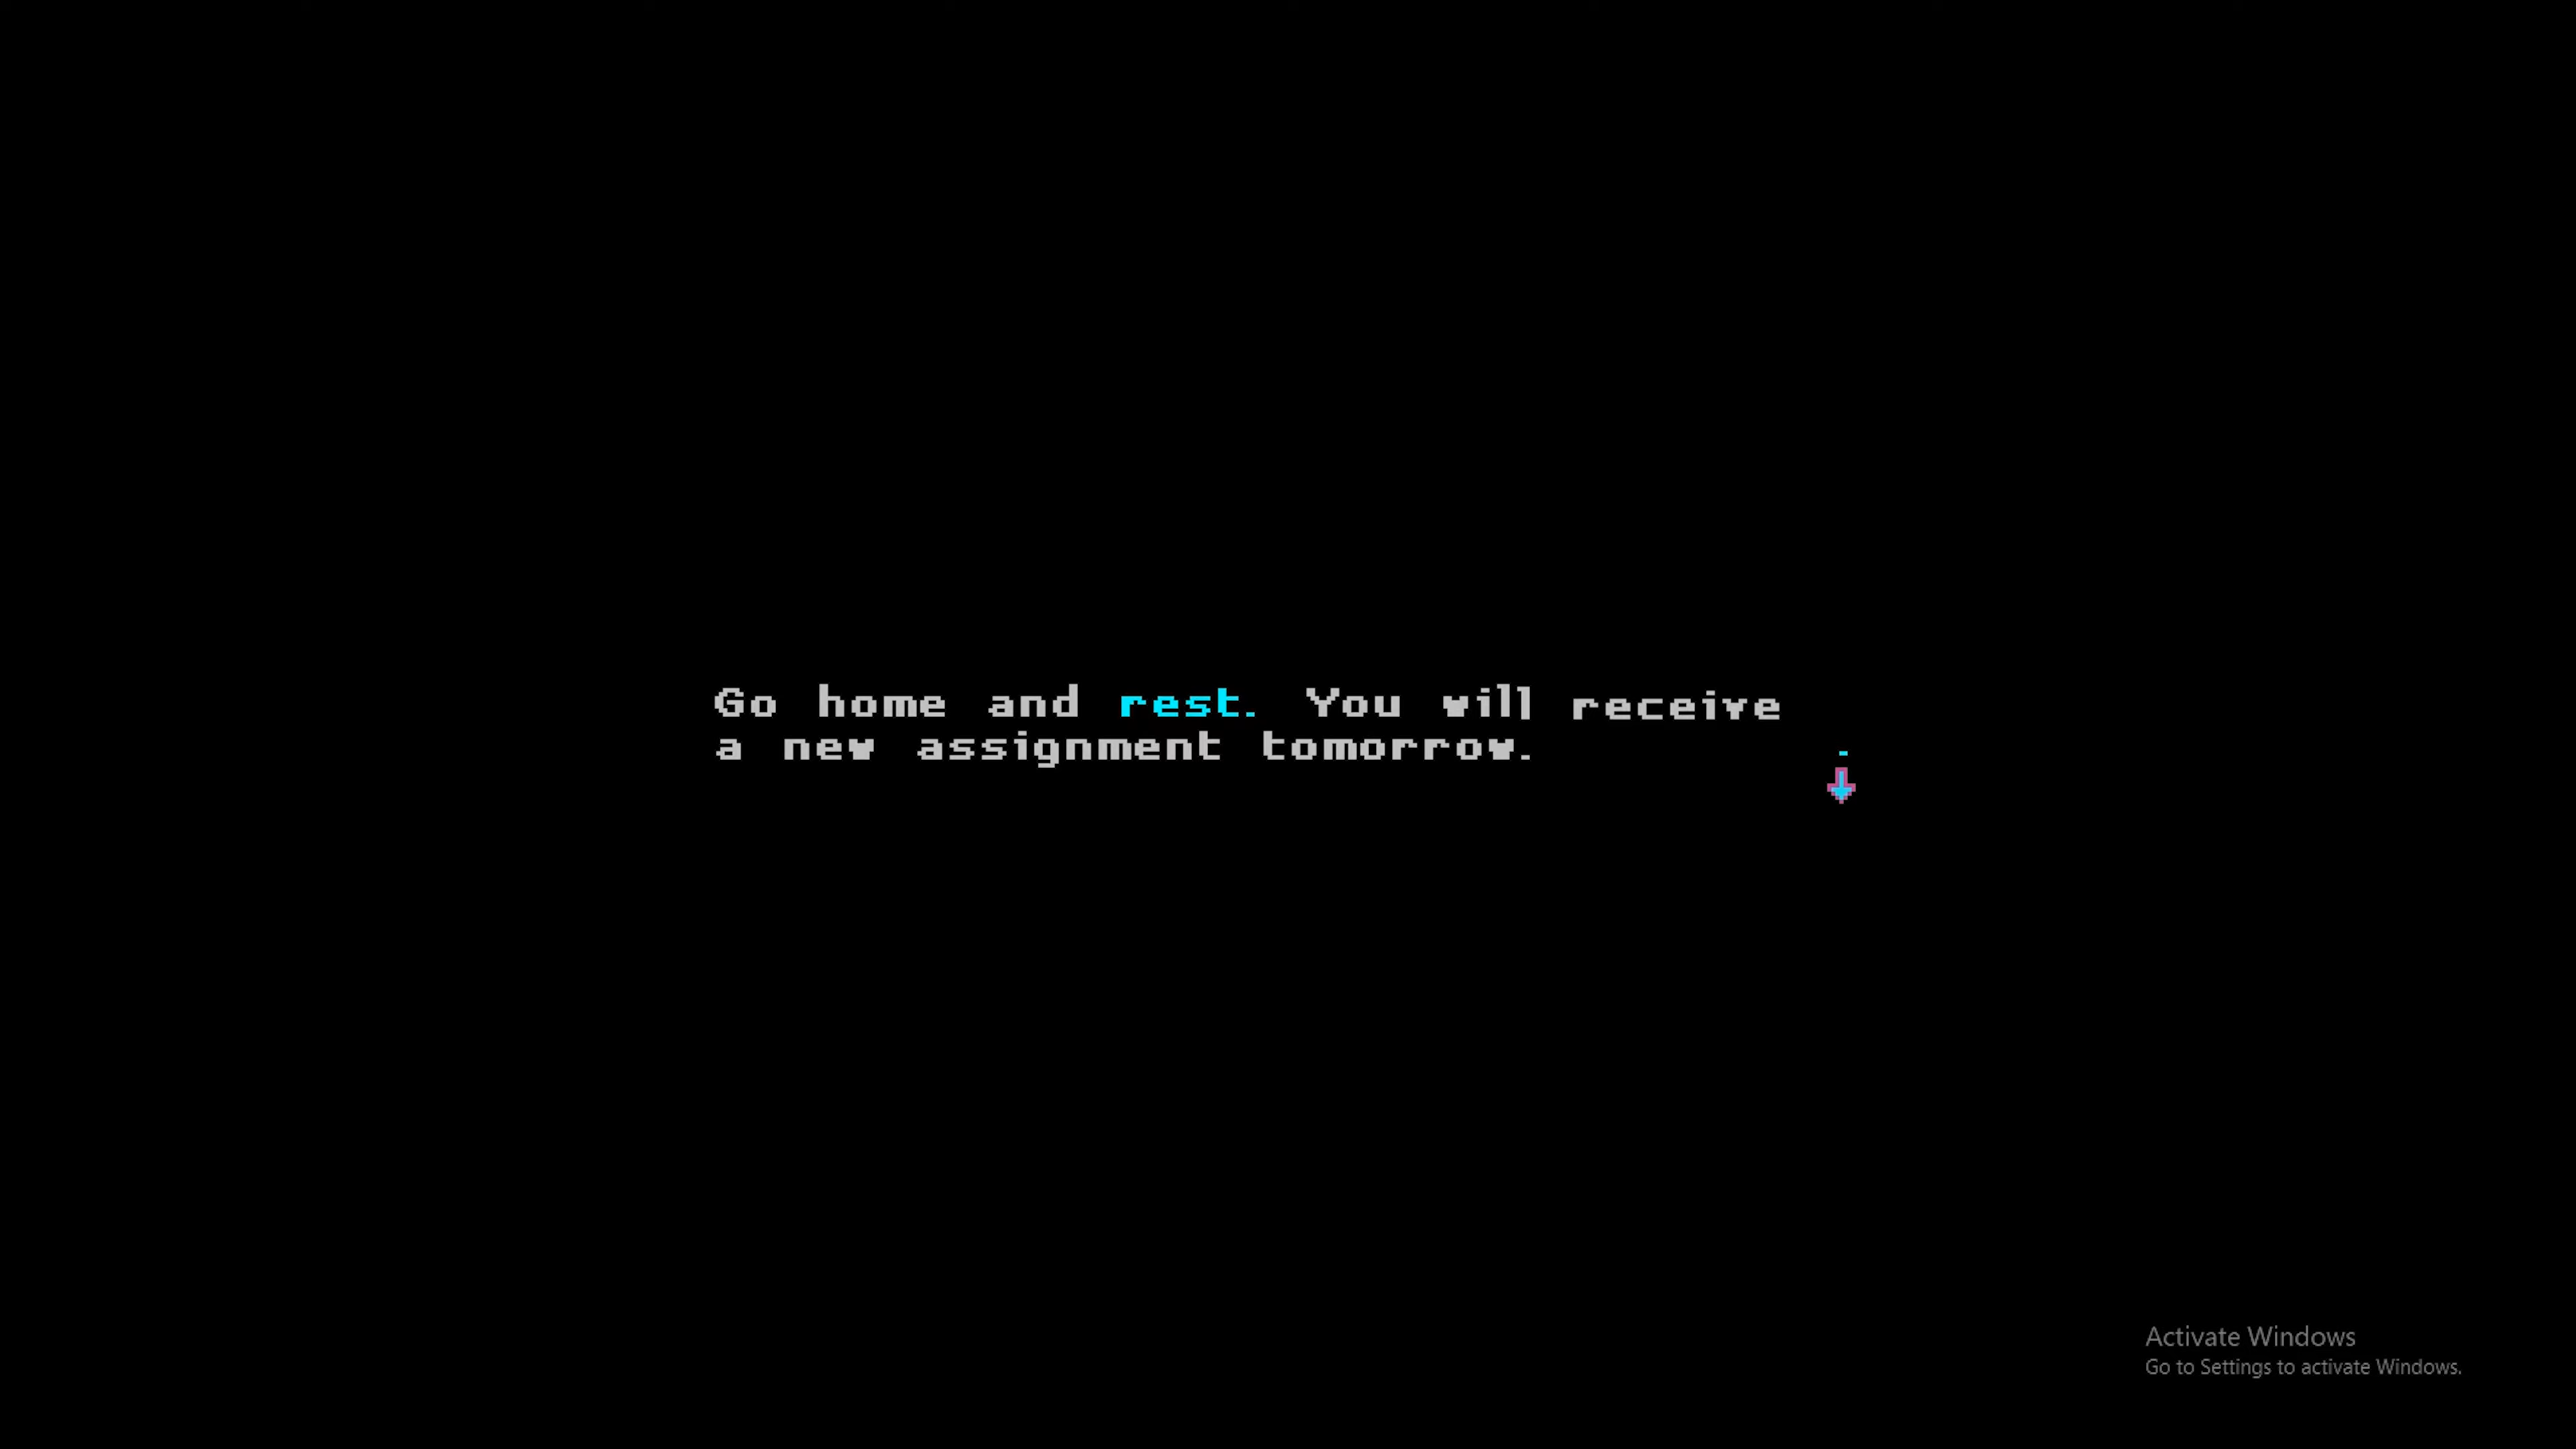 Go home and rest. You will receive
a new assignment tomorrow.
Activate Windows
Go to Settings to activate Windows.